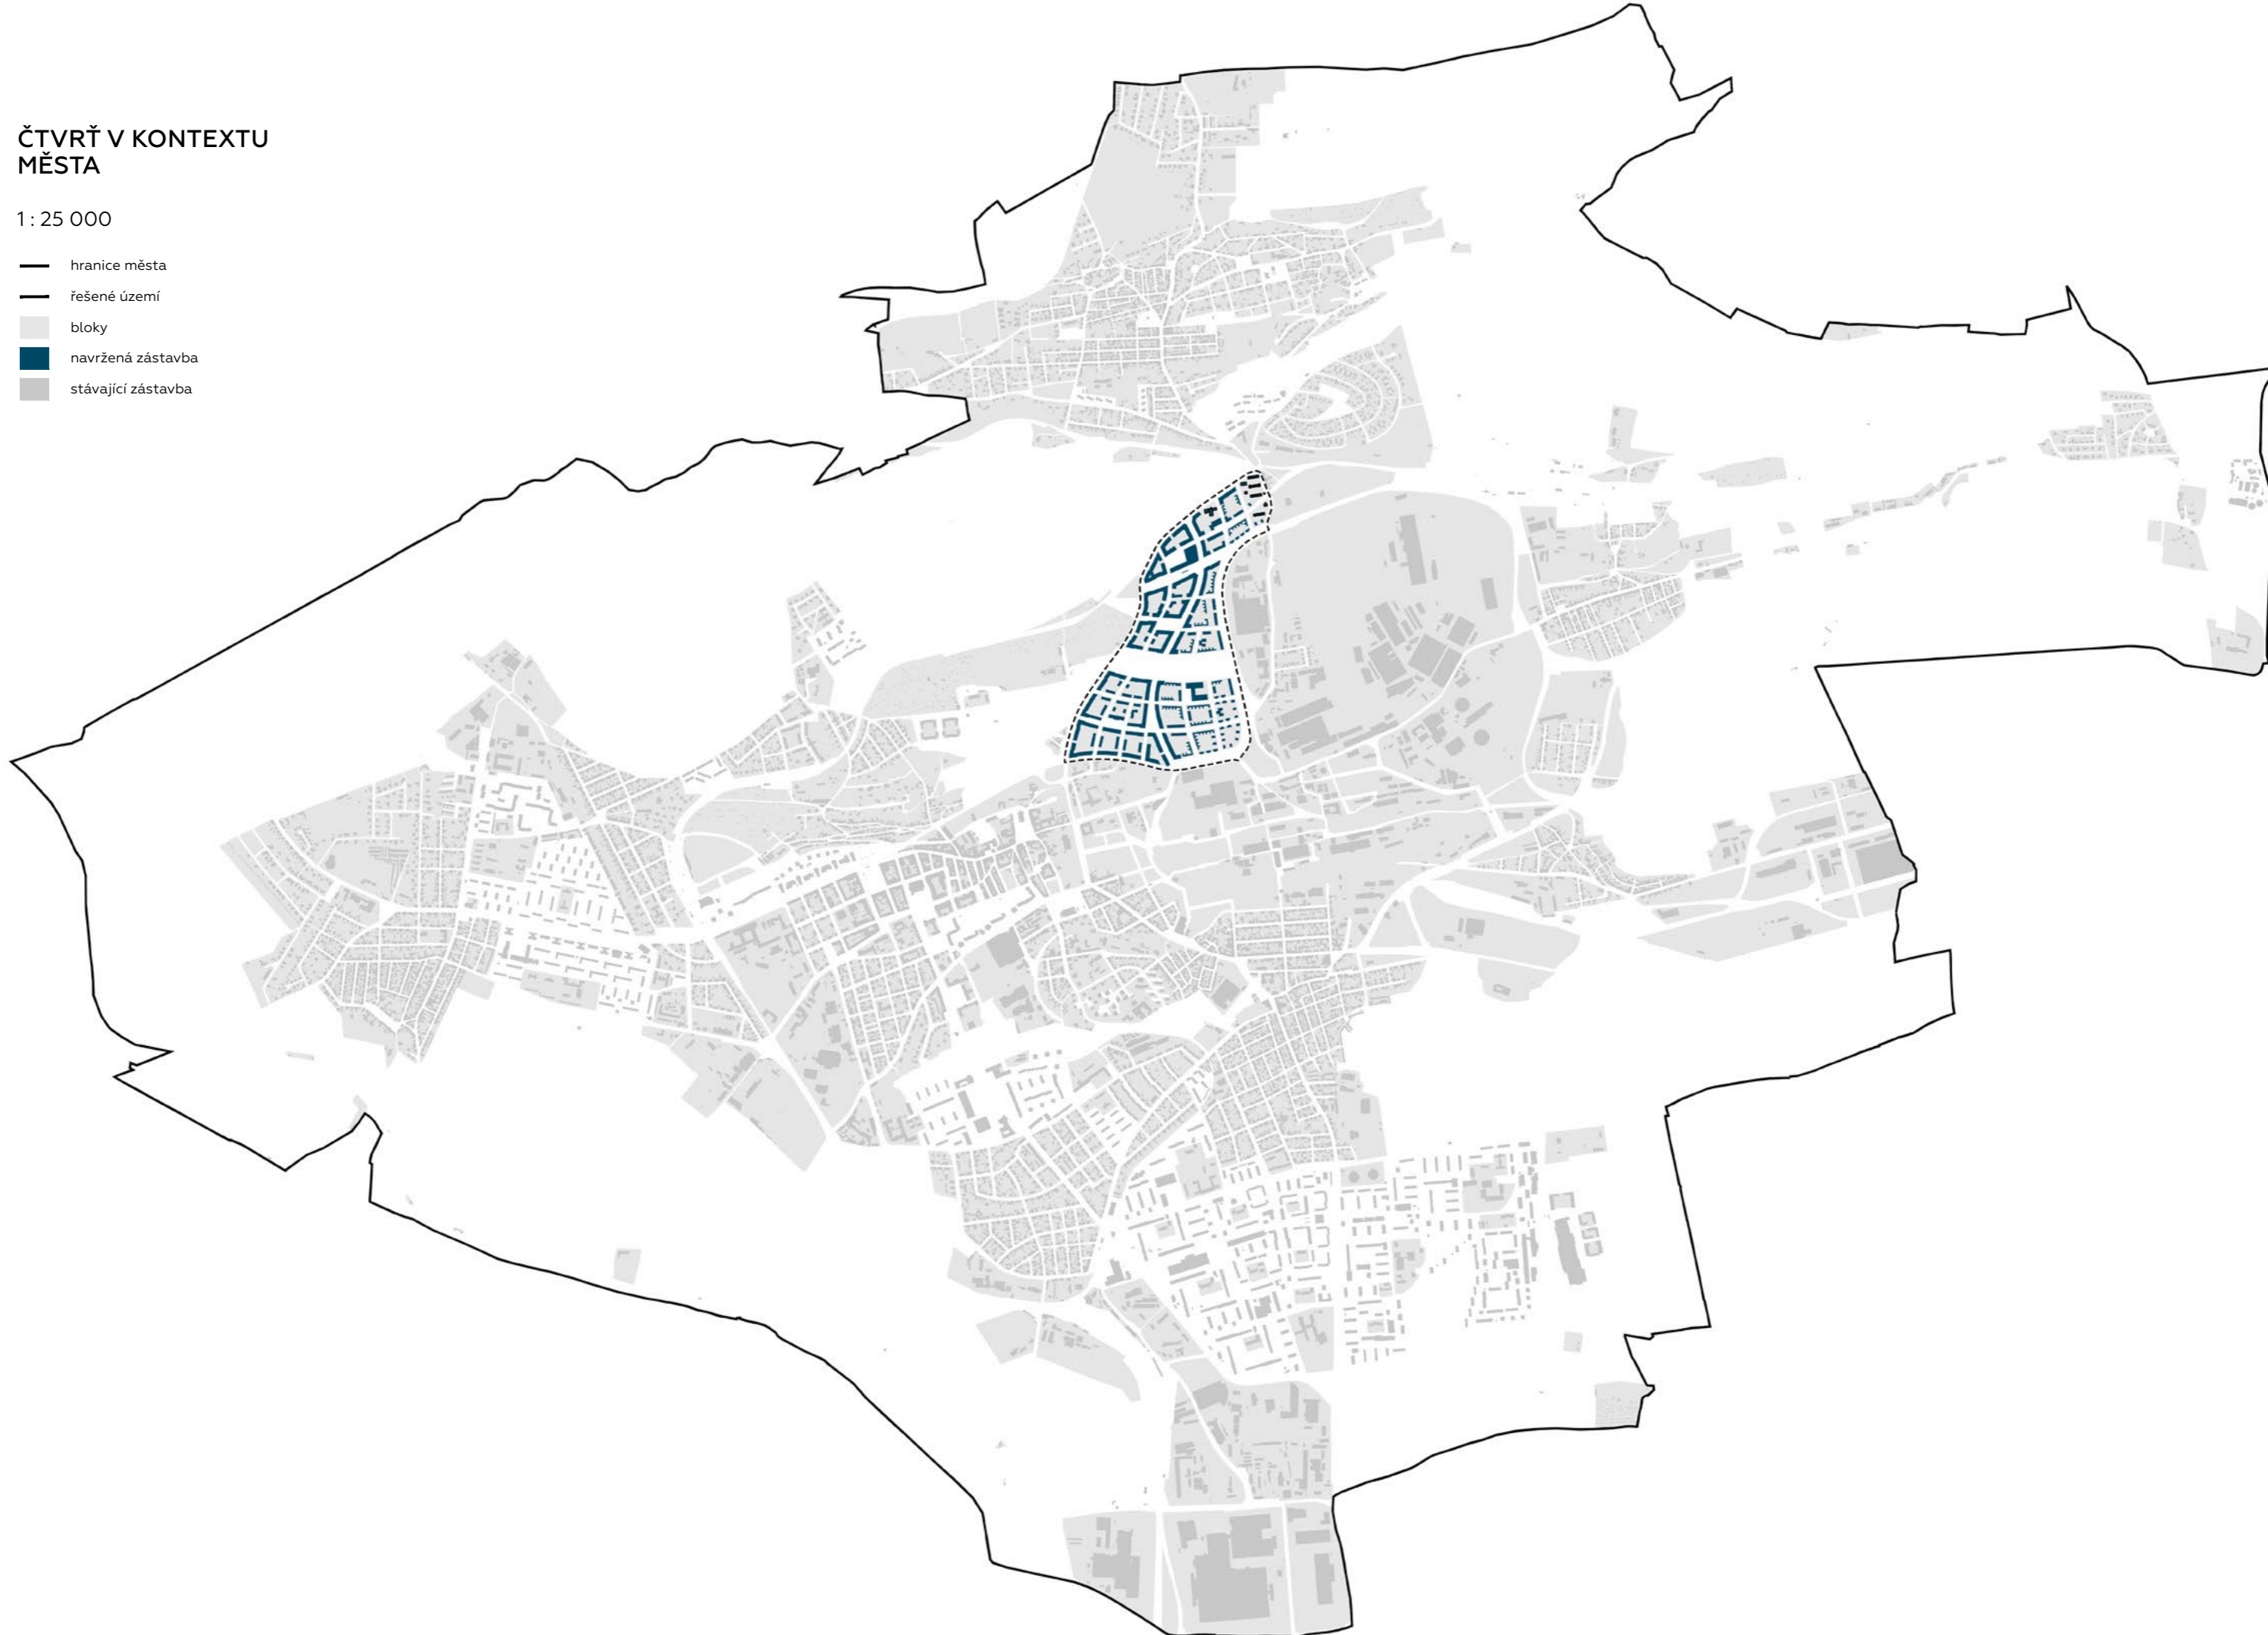 ČTVRŤ V KONTEXTU
MĚSTA
1 : 25 000
hranice města
řešené území
bloky
navržená zástavba
stávající zástavba